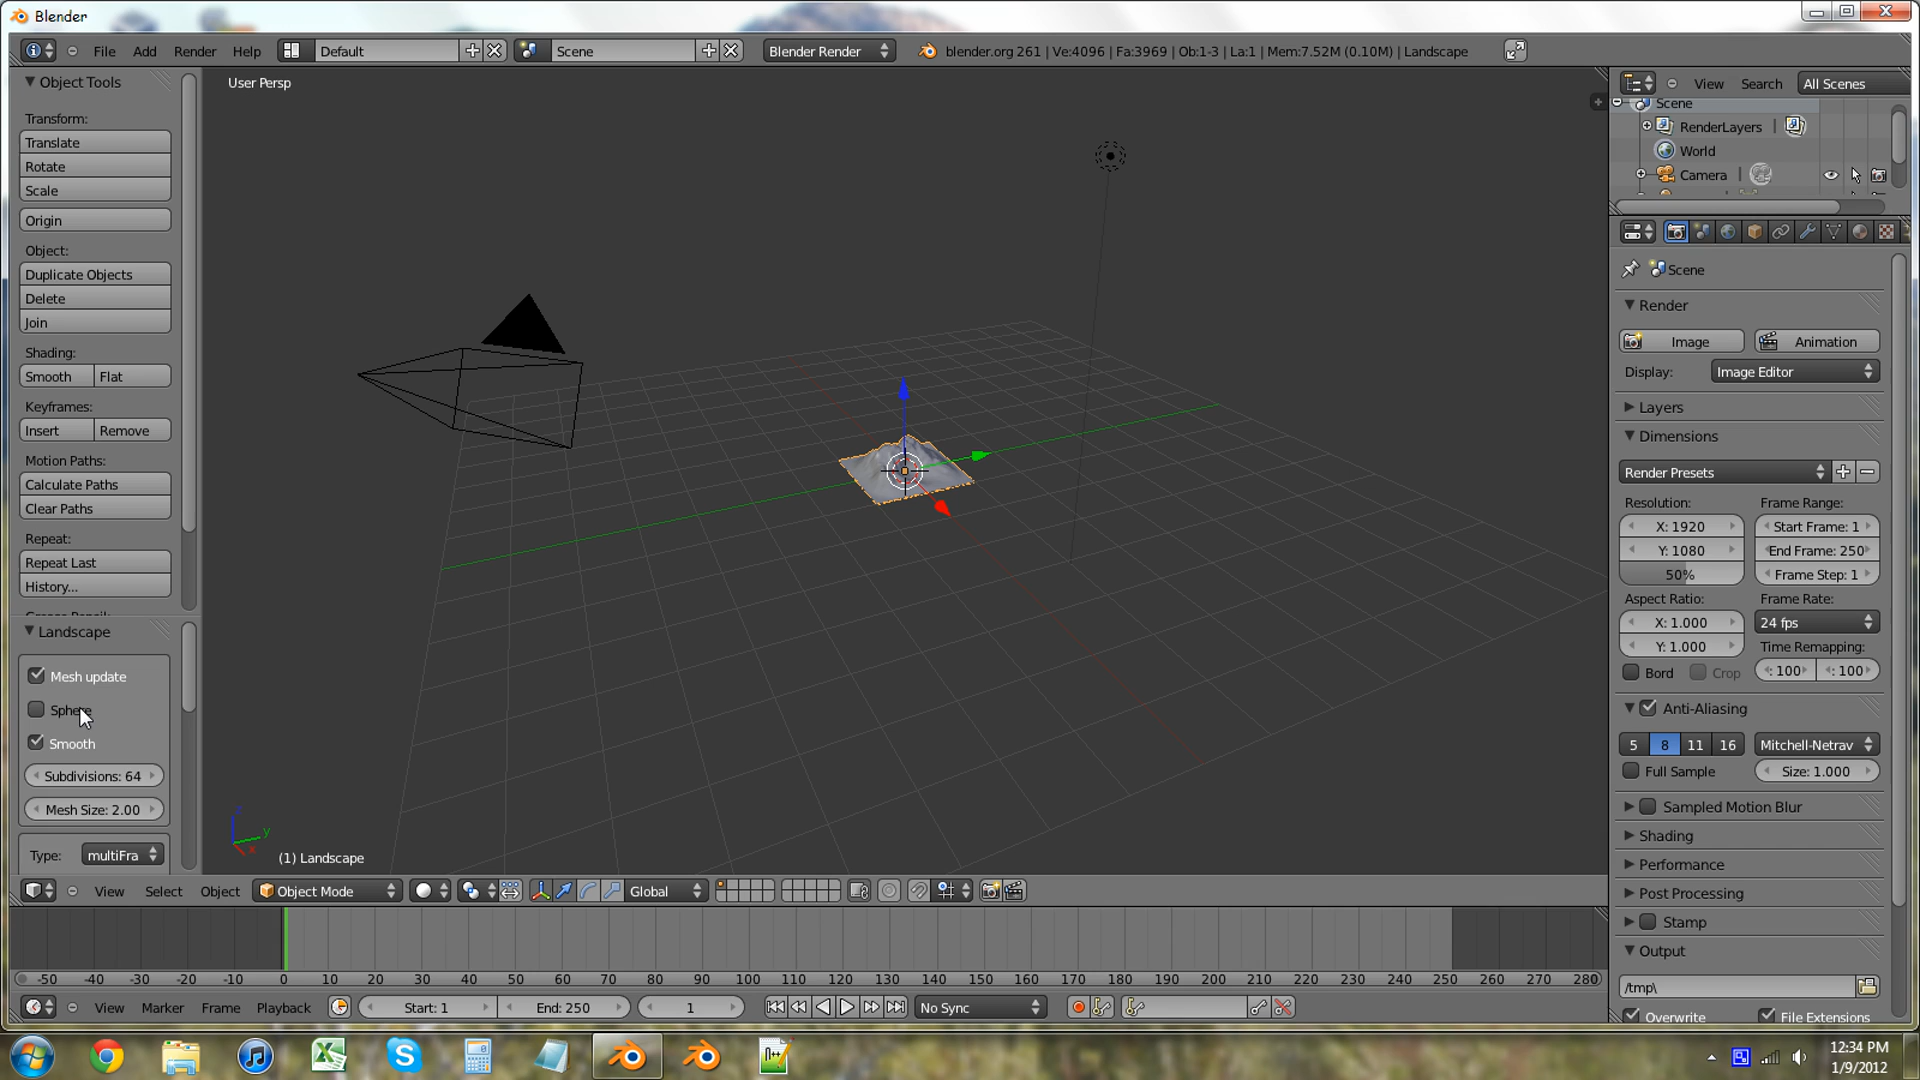 Blender
File Add Render Help Default Scene Blender Render blender.org 261 | Ve:4096 | Fa:3969 | Ob:1-3 | La:1 | Mem:7.52M (0.10M) | Landscape
Object Tools
Transform:
Translate
Rotate
Scale
Origin
Object:
Duplicate Objects
Delete
Join
Shading:
Smooth Flat
Keyframes:
Insert Remove
Motion Paths:
Calculate Paths
Clear Paths
Repeat:
Repeat Last
History...
Landscape
Mesh update
Sphere
Smooth
Subdivisions: 64
Mesh Size: 2.00
Type: multiFra
User Persp
z
y
x
(1) Landscape
View Select Object Object Mode Global
-50 -40 -30 -20 -10 0 10 20 30 40 50 60 70 80 90 100 110 120 130 140 150 160 170 180 190 200 210 220 230 240 250 260 270 280
View Marker Frame Playback Start: 1 End: 250 1 No Sync
View Search All Scenes
Scene
RenderLayers |
World
Camera |
Scene
Render
Image Animation
Display: Image Editor
Layers
Dimensions
Render Presets
Resolution: Frame Range:
X: 1920 Start Frame: 1
Y: 1080 End Frame: 250
50% Frame Step: 1
Aspect Ratio: Frame Rate:
X: 1.000 24 fps
Y: 1.000 Time Remapping:
Bord Crop : 100 : 100
Anti-Aliasing
5 8 11 16 Mitchell-Netrav
Full Sample Size: 1.000
Sampled Motion Blur
Shading
Performance
Post Processing
Stamp
Output
/tmp\
Overwrite File Extensions
12:34 PM
1/9/2012